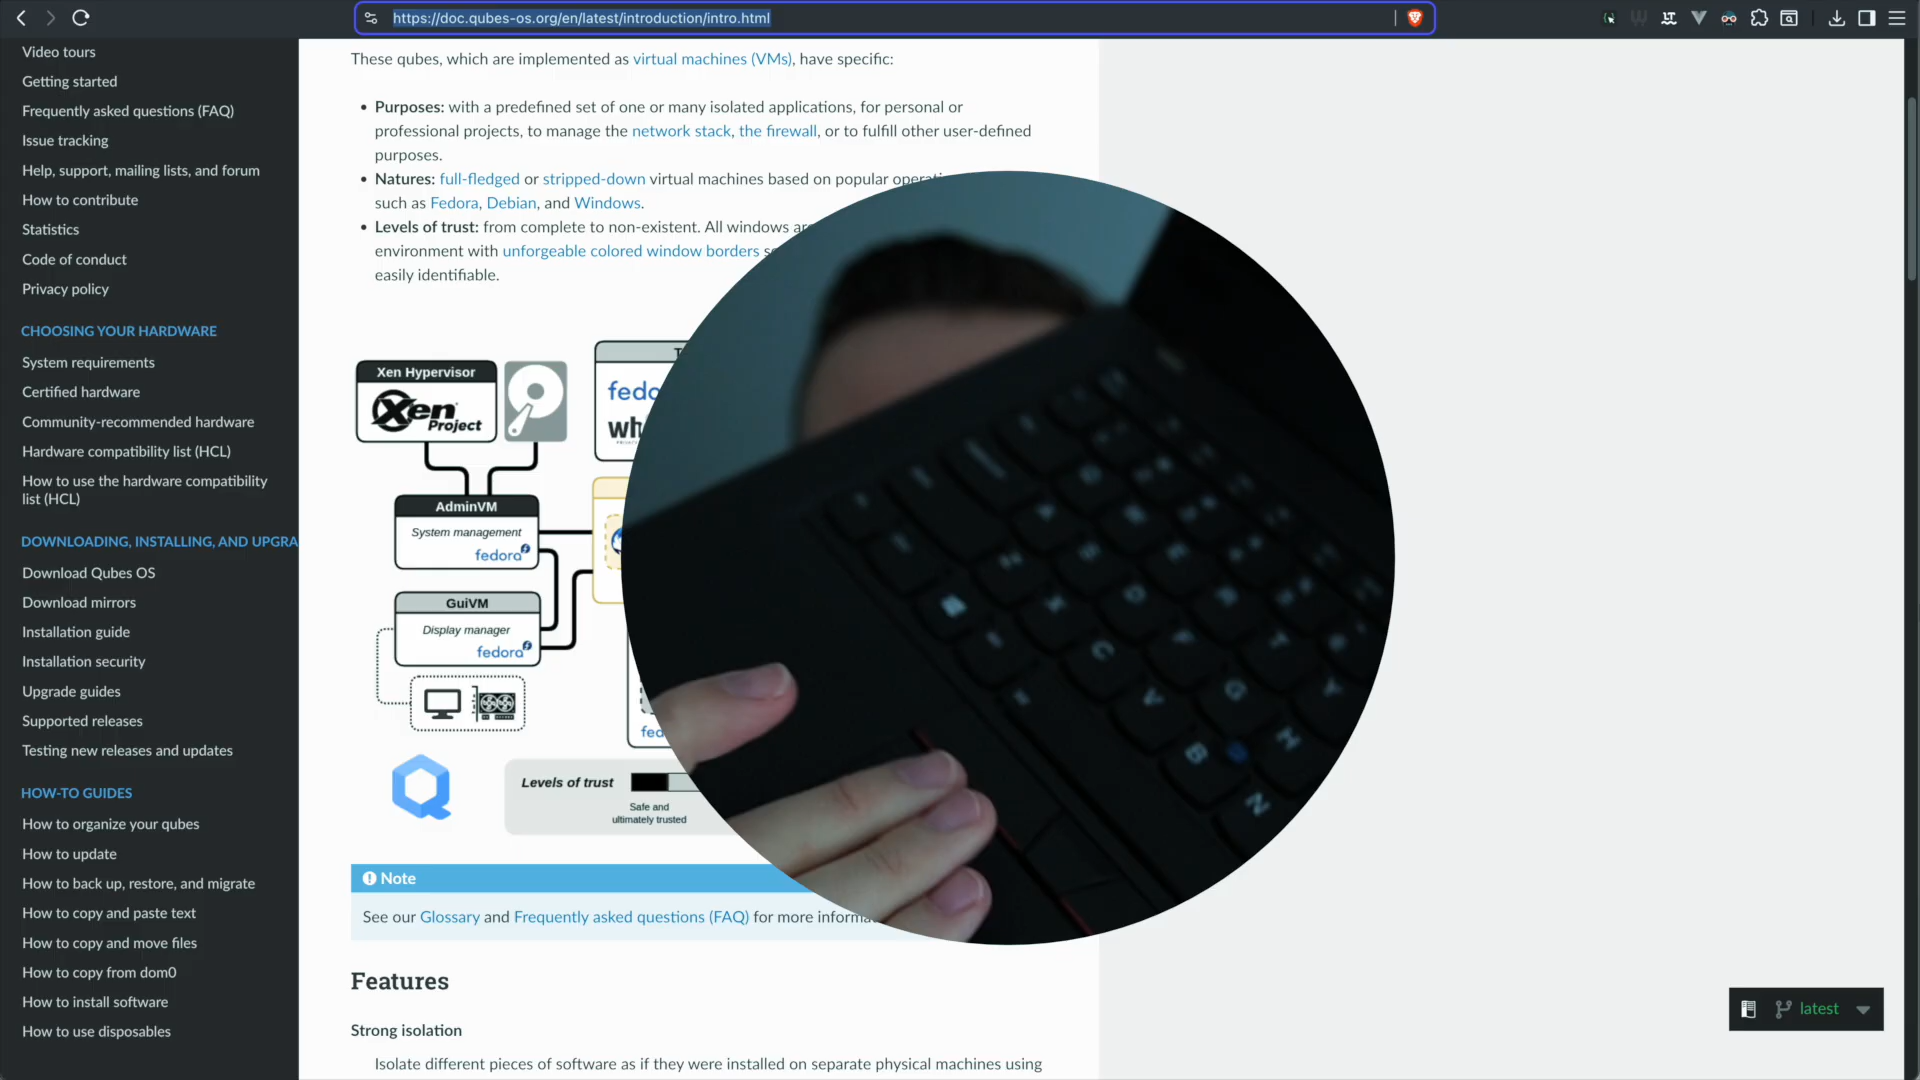 https://doc.qubes-os.org/en/latest/introduction/intro.html
Video tours
Getting started
Frequently asked questions (FAQ)
Issue tracking
Help, support, mailing lists, and forum
How to contribute
Statistics
Code of conduct
Privacy policy
CHOOSING YOUR HARDWARE
System requirements
Certified hardware
Community-recommended hardware
Hardware compatibility list (HCL)
How to use the hardware compatibility
list (HCL)
DOWNLOADING, INSTALLING, AND UPGRA
Download Qubes OS
Download mirrors
Installation guide
Installation security
Upgrade guides
Supported releases
Testing new releases and updates
HOW-TO GUIDES
How to organize your qubes
How to update
How to back up, restore, and migrate
How to copy and paste text
How to copy and move files
How to copy from dom0
How to install software
How to use disposables
These qubes, which are implemented as virtual machines (VMs), have specific:
• Purposes: with a predefined set of one or many isolated applications, for personal or
professional projects, to manage the network stack, the firewall, or to fulfill other user-defined
purposes.
• Natures: full-fledged or stripped-down virtual machines based on popular
such as Fedora, Debian, and Windows.
• Levels of trust: from complete to non-existent. All windows
environment with unforgeable colored window borders
easily identifiable.
Xen Hypervisor
Xen
Project
AdminVM
System management
fedora
GuiVM
Display manager
fedora
Levels of trust
Safe and
ultimately trusted
Note
See our Glossary and Frequently asked questions (FAQ) for more
Features
Strong isolation
Isolate different pieces of software as if they were installed on separate physical machines using
latest
C
V
B
G
Y
H
N